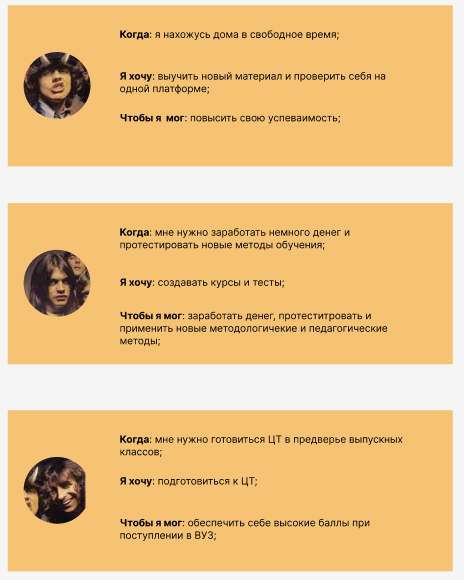 Когда: я нахожусь дома в свободное время;
Я хочу: выучить новый материал и проверить себя на
одной платформе;
Чтобы я мог: повысить свою успеваимость;
Когда: мне нужно заработать немного денег и
протестировать новые методы обучения;
Я хочу: создавать курсы и тесты;
Чтобы я мог: заработать денег, протеститровать и
применить новые методологичекие и педагогические
методы;
Когда: мне нужно готовиться ЦТ в предверье выпускных
классов;
Я хочу: подготовиться к ЦТ;
Чтобы я мог: обеспечить себе высокие баллы при
поступлении в ВУЗ;